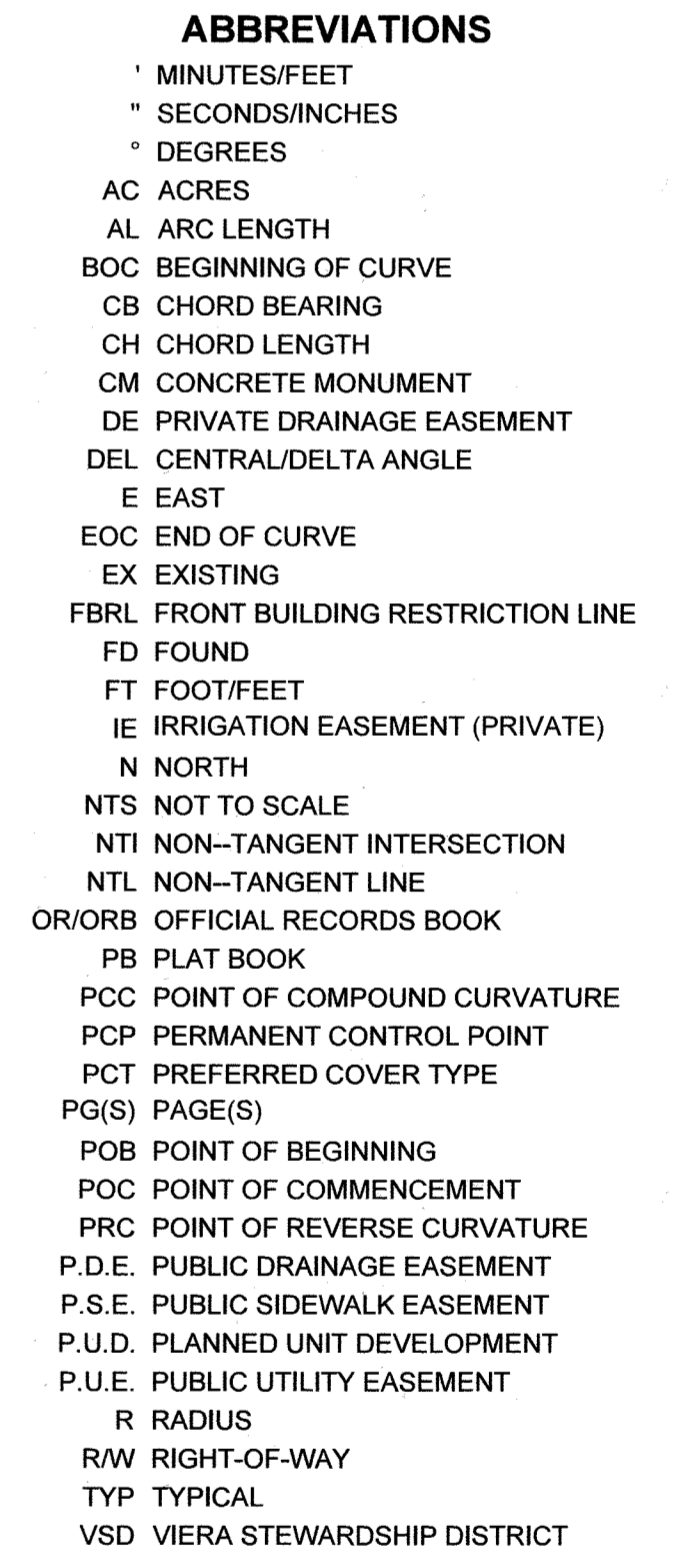 ABBREVIATIONS
' MINUTES/FEET
" SECONDS/INCHES
° DEGREES
AC ACRES
AL ARC LENGTH
BOC BEGINNING OF CURVE
CB CHORD BEARING
CH CHORD LENGTH
CM CONCRETE MONUMENT
DE PRIVATE DRAINAGE EASEMENT
DEL CENTRAL/DELTA ANGLE
E EAST
EOC END OF CURVE
EX EXISTING
FBRL FRONT BUILDING RESTRICTION LINE
FD FOUND
FT FOOT/FEET
IE IRRIGATION EASEMENT (PRIVATE)
N NORTH
NTS NOT TO SCALE
NTI NON--TANGENT INTERSECTION
NTL NON--TANGENT LINE
OR/ORB OFFICIAL RECORDS BOOK
PB PLAT BOOK
PCC POINT OF COMPOUND CURVATURE
PCP PERMANENT CONTROL POINT
PCT PREFERRED COVER TYPE
PG(S) PAGE(S)
POB POINT OF BEGINNING
POC POINT OF COMMENCEMENT
PRC POINT OF REVERSE CURVATURE
P.D.E. PUBLIC DRAINAGE EASEMENT
P.S.E. PUBLIC SIDEWALK EASEMENT
P.U.D. PLANNED UNIT DEVELOPMENT
P.U.E. PUBLIC UTILITY EASEMENT
R RADIUS
R/W RIGHT-OF-WAY
TYP TYPICAL
VSD VIERA STEWARDSHIP DISTRICT